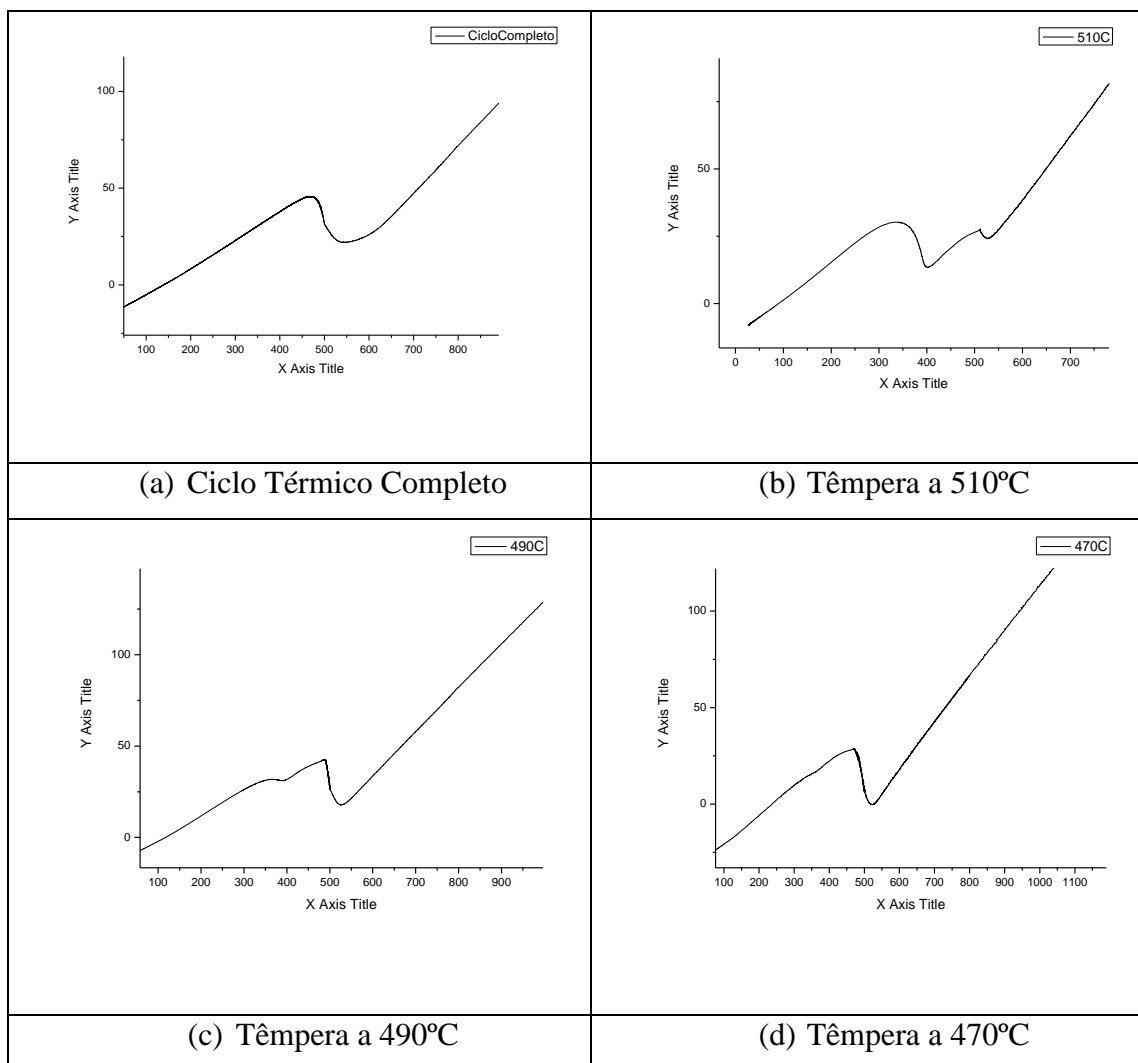 CicloCompleto
100
50
0
Y Axis Title
100 200 300 400 500 600 700 800
X Axis Title
(a) Ciclo Térmico Completo
510C
50
0
Y Axis Title
0 100 200 300 400 500 600 700
X Axis Title
(b) Têmpera a 510ºC
490C
100
50
0
Y Axis Title
100 200 300 400 500 600 700 800 900
X Axis Title
(c) Têmpera a 490ºC
470C
100
50
0
Y Axis Title
100 200 300 400 500 600 700 800 900 1000 1100
X Axis Title
(d) Têmpera a 470ºC